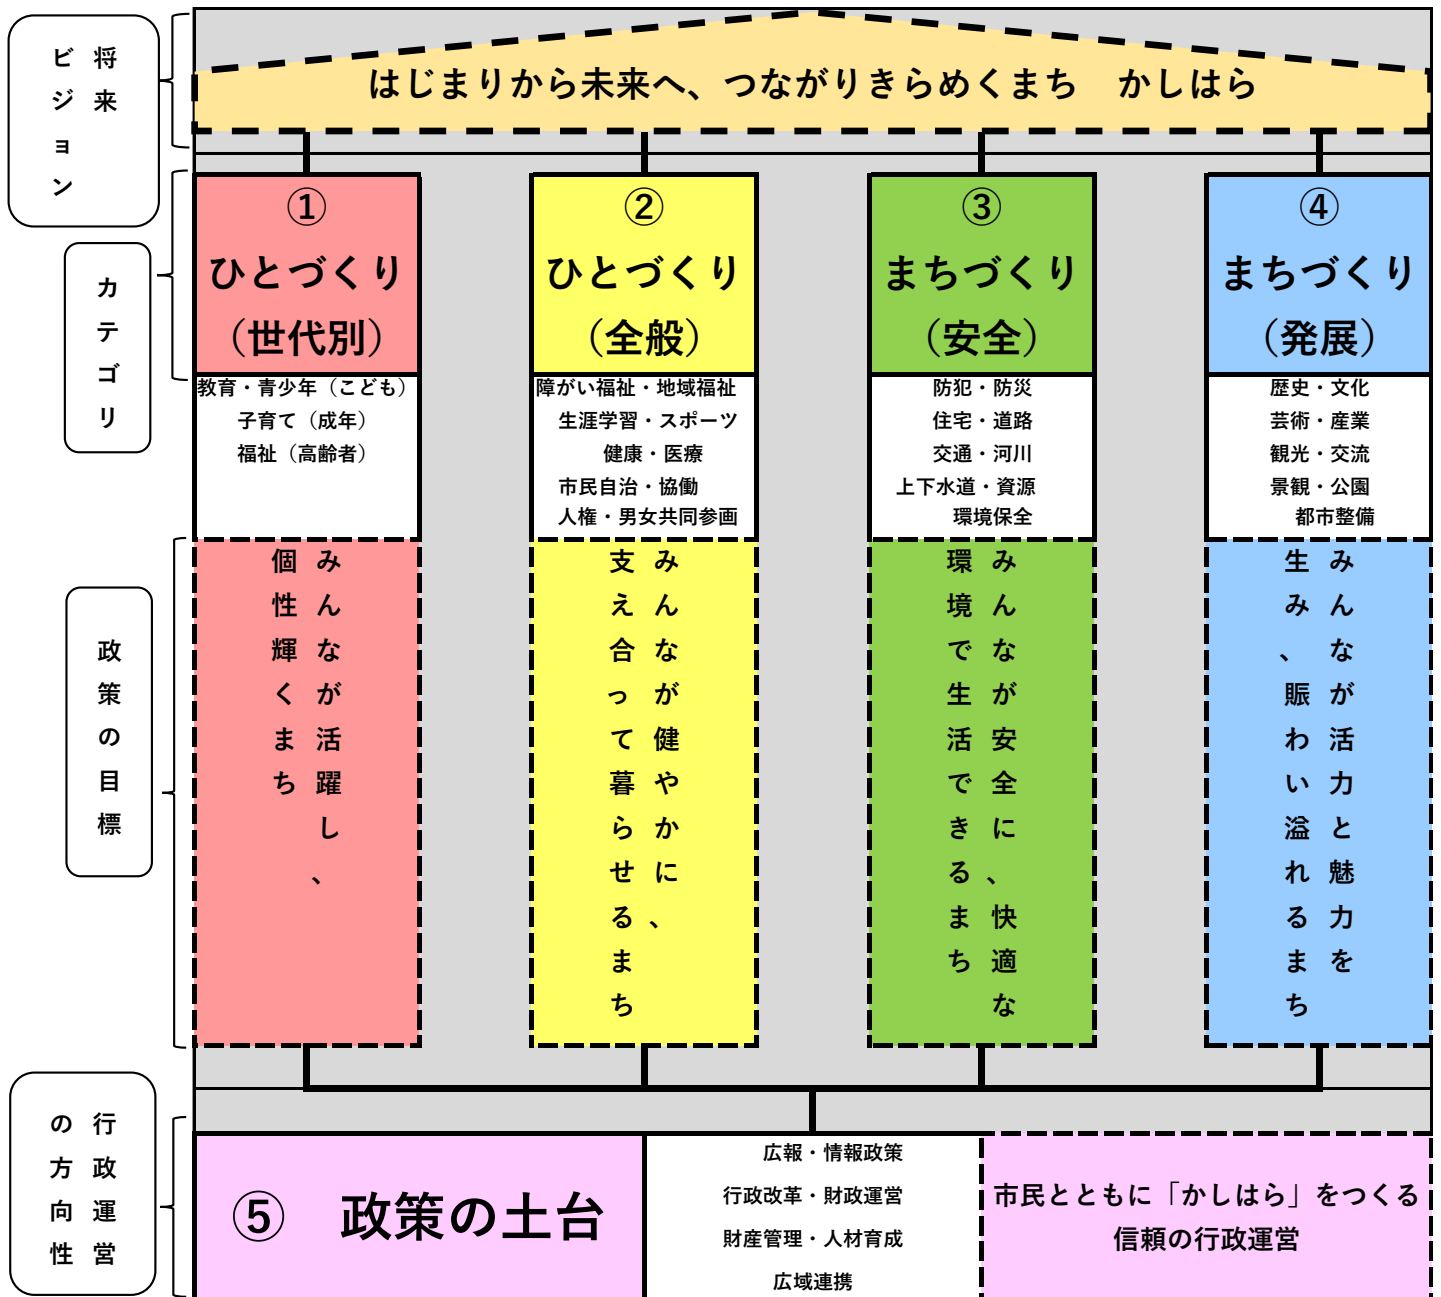 将来
ビジョン
はじまりから未来へ、つながりきらめくまち　かしはら
カテゴリ
①
ひとづくり
（世代別）
教育・青少年（こども）
子育て（成年）
福祉（高齢者）
②
ひとづくり
（全般）
障がい福祉・地域福祉
生涯学習・スポーツ
健康・医療
市民自治・協働
人権・男女共同参画
③
まちづくり
（安全）
防犯・防災
住宅・道路
交通・河川
上下水道・資源
環境保全
④
まちづくり
（発展）
歴史・文化
芸術・産業
観光・交流
景観・公園
都市整備
政策の目標
みんなが活躍し、
個性輝くまち
みんなが健やかに、
支え合って暮らせるまち
みんなが安全に、快適な
環境で生活できるまち
みんなが活力と魅力を
生み、賑わい溢れるまち
行政運営
の方向性
⑤　政策の土台
広報・情報政策
行政改革・財政運営
財産管理・人材育成
広域連携
市民とともに「かしはら」をつくる
信頼の行政運営